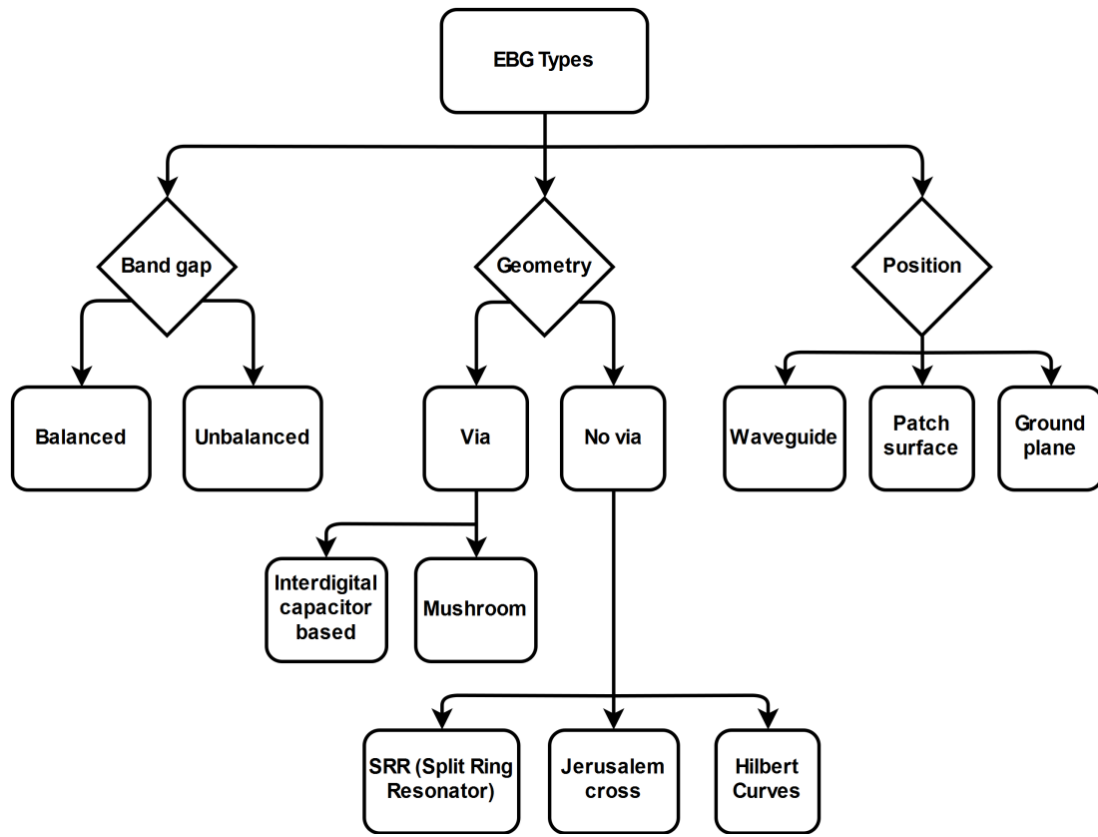 EBG Types
Band gap
Geometry
Position
Balanced
Unbalanced
Via
No via
Waveguide
Patch
surface
Ground
plane
Interdigital
capacitor
based
Mushroom
SRR (Split Ring
Resonator)
Jerusalem
cross
Hilbert
Curves